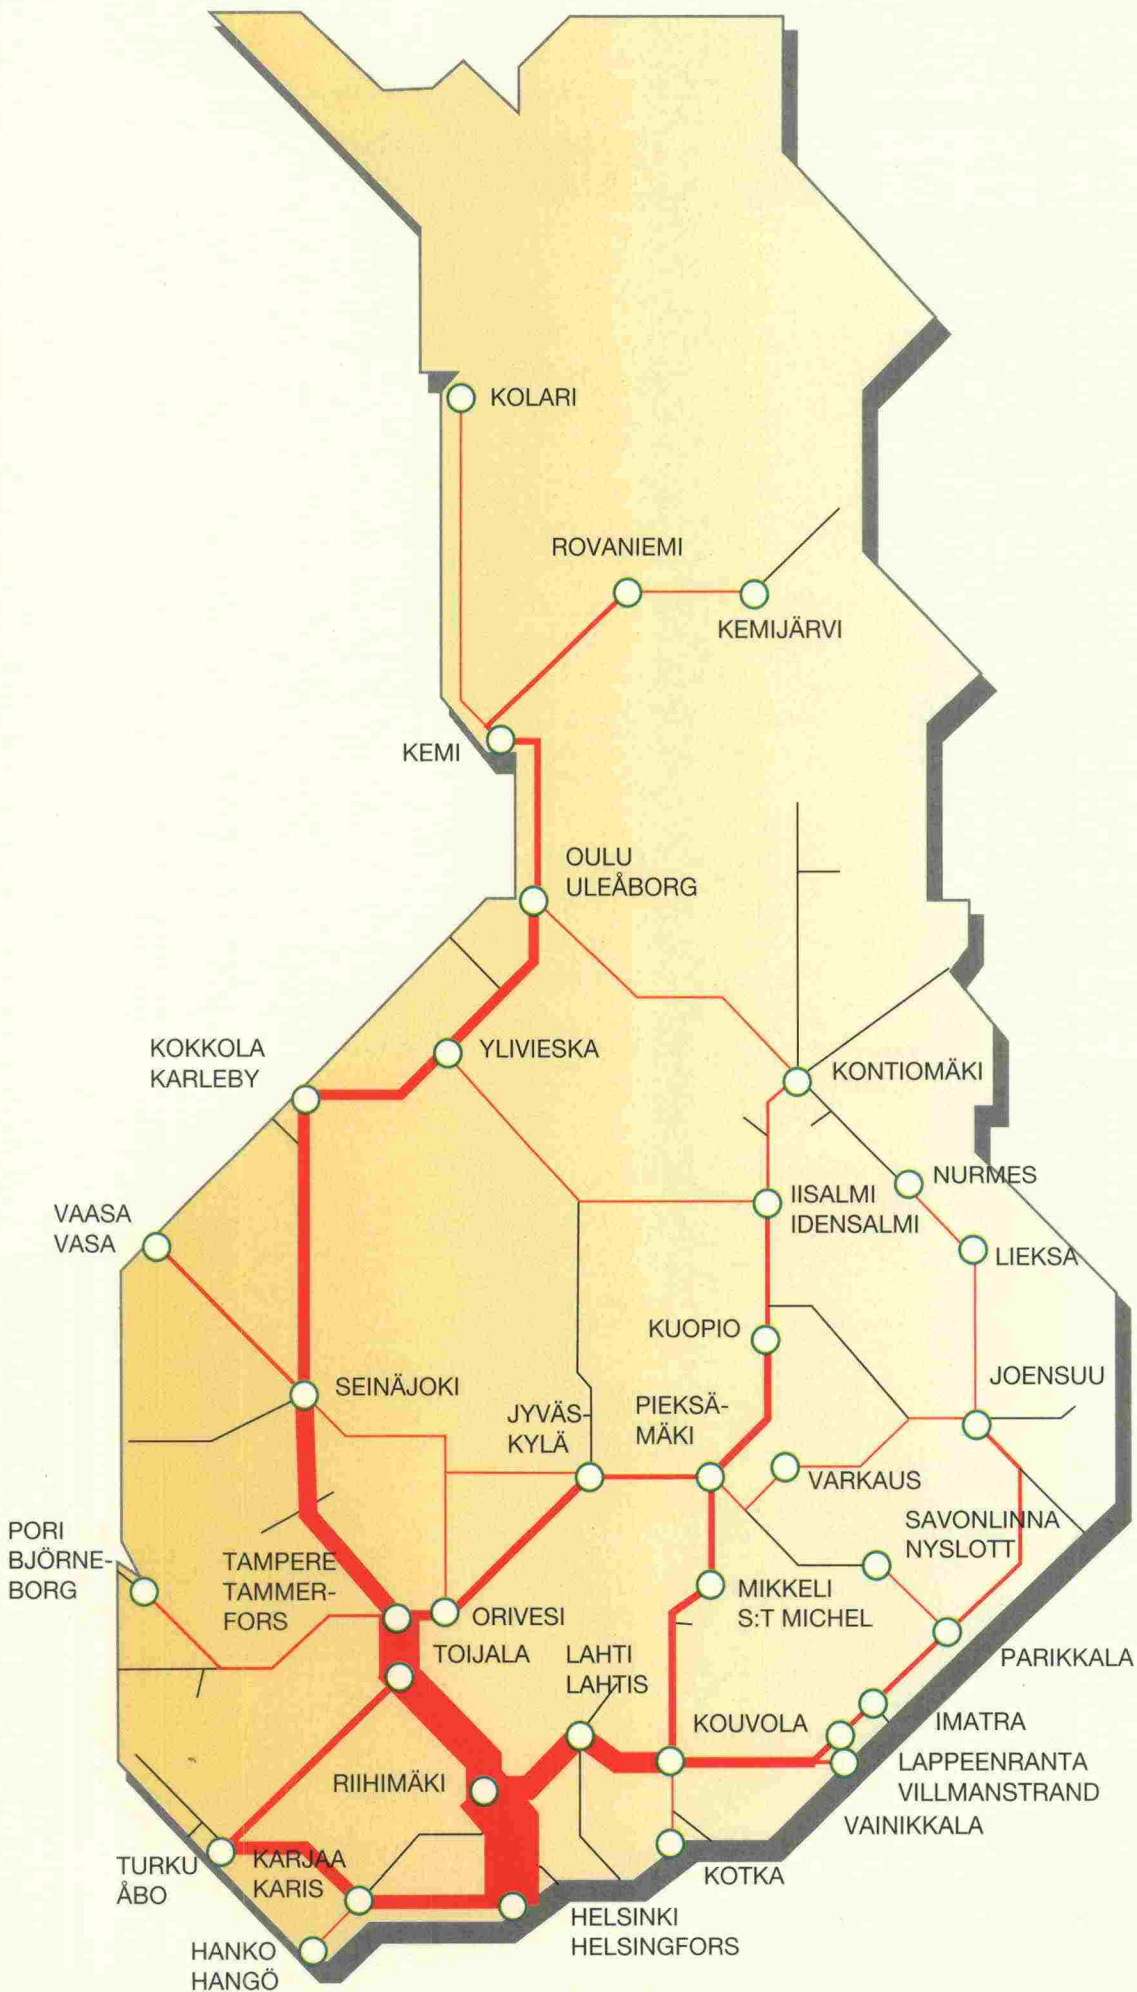 KOLARI
ROVANIEMI
KEMIJÄRVI
KEMI
OULU
ULEÅBORG
KOKKOLA
KARLEBY
YLIVIESKA
KONTIOMÄKI
NURMES
IISALMI
IDENSALMI
VAASA
VASA
LIEKSA
KUOPIO
SEINÄJOKI
JOENSUU
JYVÄS-
KYLÄ
PIEKSÄ-
MÄKI
VARKAUS
SAVONLINNA
NYSLOTT
PORI
BJÖRNE-
BORG
TAMPERE
TAMMER-
FORS
ORIVESI
MIKKELI
S:T MICHEL
TOIJALA
LAHTI
LAHTIS
PARIKKALA
KOUVOLA
IMATRA
LAPPEENRANTA
VILLMANSTRAND
RIIHIMÄKI
VAINIKKALA
TURKU
ÅBO
KARJAA
KARIS
KOTKA
HELSINKI
HELSINGFORS
HANKO
HANGÖ